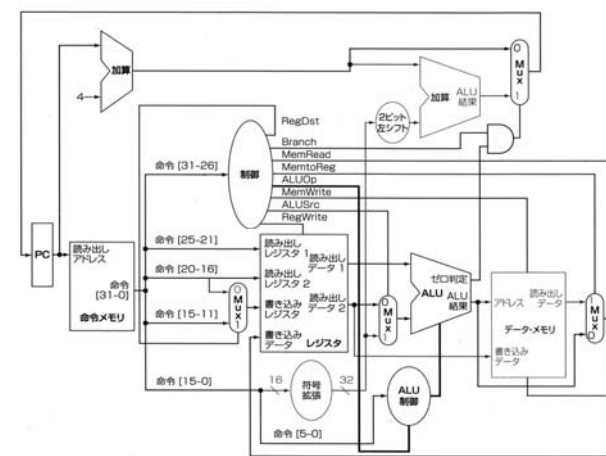 加算
4
RegDst
Branch
MemRead
MemtoReg
ALUOp
MemWrite
ALUSrc
RegWrite
制御
2ビット
左シフト
加算
ALU
結果
0
Mux
1
命令 [31-26]
命令 [25-21]
命令 [20-16]
命令 [15-11]
命令 [15-0]
命令 [5-0]
PC
読み出し
アドレス
命令
[31-0]
命令メモリ
0
Mux
1
読み出し
レジスタ 1
読み出し
レジスタ 2
書き込み
レジスタ
書き込み
データ
読み出し
データ 1
読み出し
データ 2
レジスタ
0
Mux
1
ゼロ判定
ALU
ALU
結果
アドレス
読み出し
データ
データ・メモリ
書き込み
データ
1
Mux
0
16
符号
拡張
32
ALU
制御